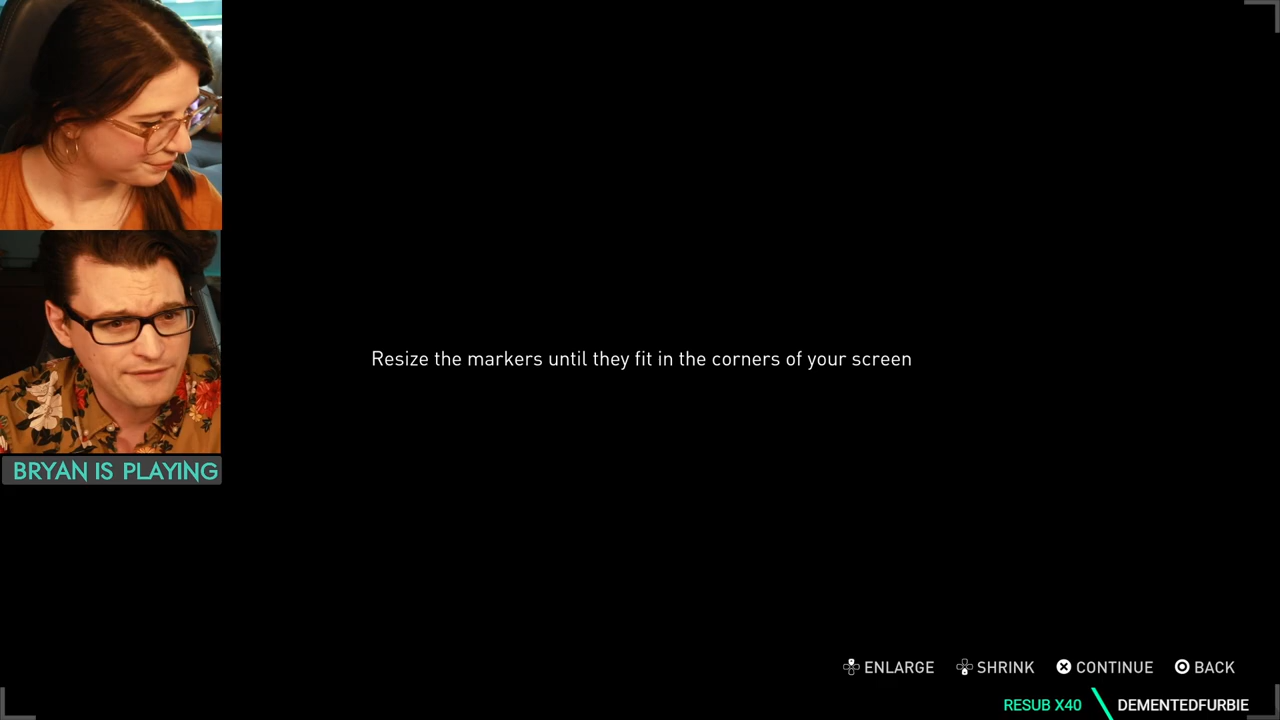 Resize the markers until they fit in the corners of your screen
BRYAN IS PLAYING
ENLARGE SHRINK CONTINUE BACK
RESUB X40 DEMENTEDFURBIE